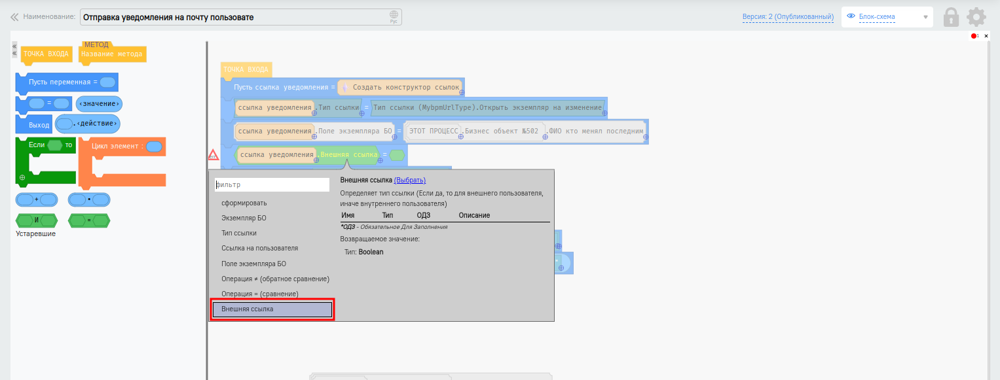 Наименование:
Отправка уведомления на почту пользовате
Рус
Версия: 2 (Опубликованный)
Блок-схема
1
ТОЧКА ВХОДА
МЕТОД
Название метода
Пусть переменная =
=
‹значение›
Выход
.‹действие›
Если
то
Цикл элемент :
+
•
И
=
Устаревшие
ТОЧКА ВХОДА
Пусть ссылка уведомления = Создать конструктор ссылок
ссылка уведомления.Тип ссылки = Тип ссылки (MybpmUrlType).Открыть экземпляр на изменение
ссылка уведомления.Поле экземпляра БО = ЭТОТ ПРОЦЕСС.Бизнес объект №502 .ФИО кто менял последним
ссылка уведомления.Внешняя ссылка =
фильтр
сформировать
Экземпляр БО
Тип ссылки
Ссылка на пользователя
Поле экземпляра БО
Операция ≠ (обратное сравнение)
Операция = (сравнение)
Внешняя ссылка
Внешняя ссылка (Выбрать)
Определяет тип ссылки (Если да, то для внешнего пользователя,
иначе внутреннего пользователя)
Имя Тип ОДЗ Описание
*ОДЗ - Обязательное Для Заполнения
Возвращаемое значение:
Тип: Boolean